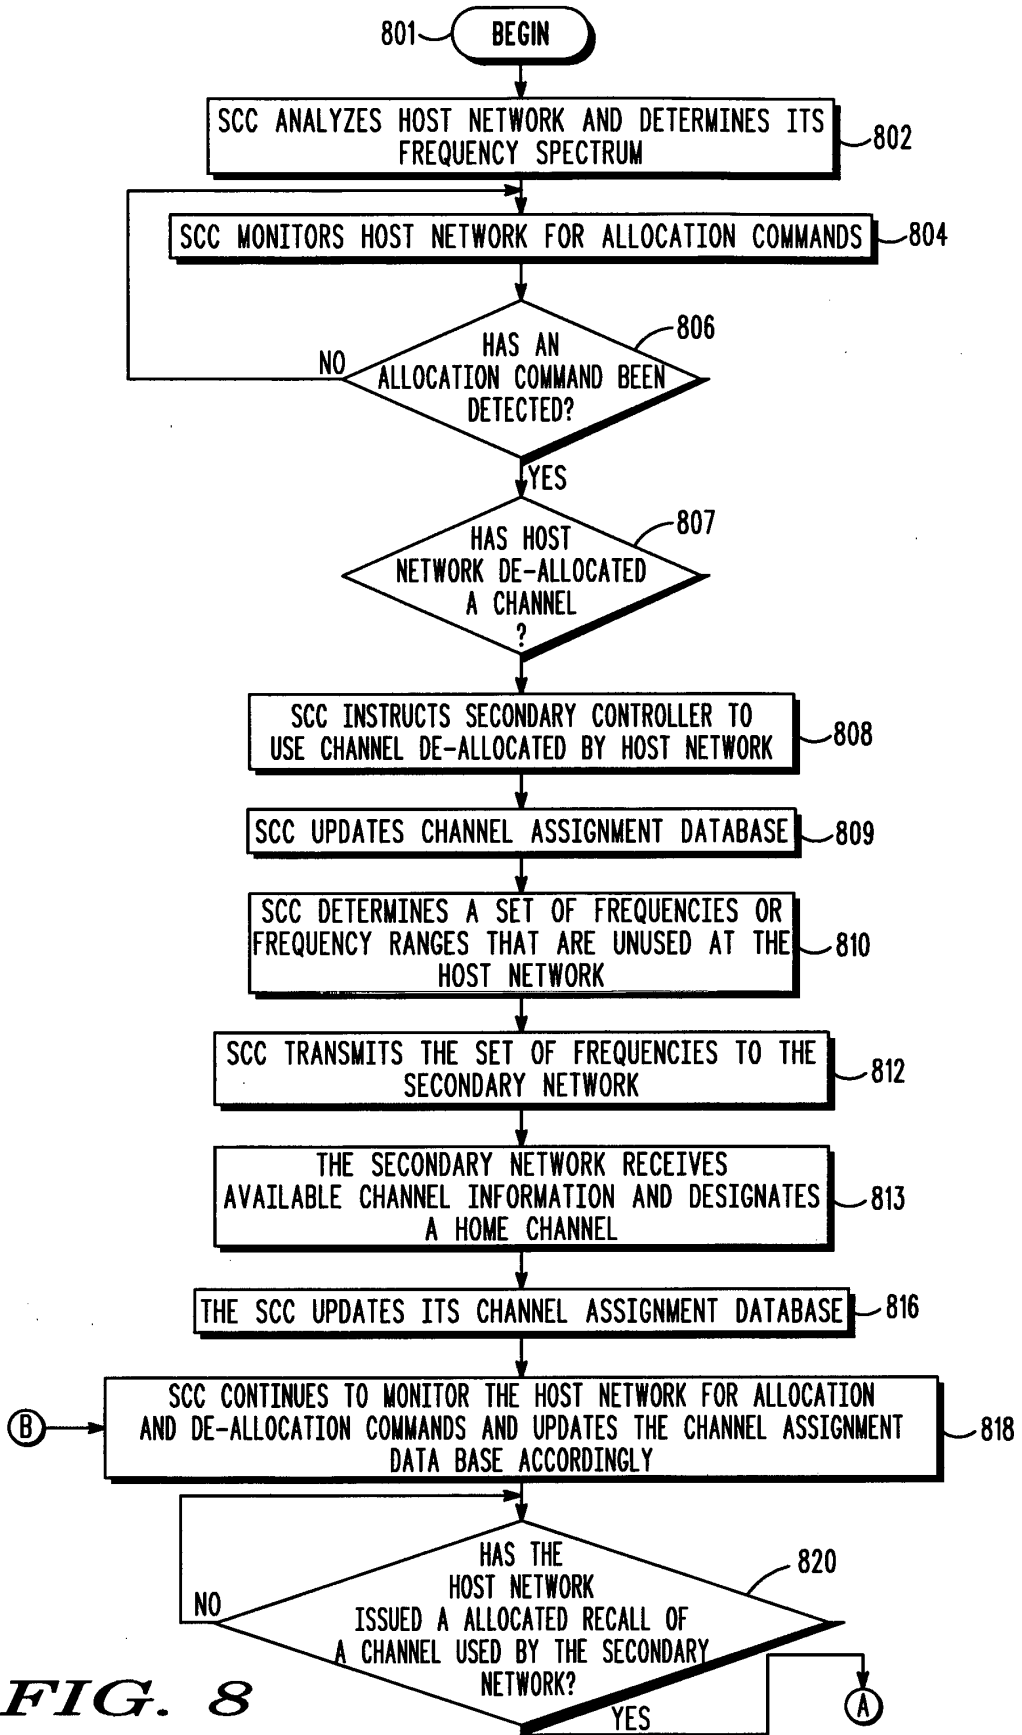 801
BEGIN
SCC ANALYZES HOST NETWORK AND DETERMINES ITS
FREQUENCY SPECTRUM
802
SCC MONITORS HOST NETWORK FOR ALLOCATION COMMANDS
804
806
HAS AN
ALLOCATION COMMAND BEEN
DETECTED?
NO
YES
807
HAS HOST
NETWORK DE-ALLOCATED
A CHANNEL
?
SCC INSTRUCTS SECONDARY CONTROLLER TO
USE CHANNEL DE-ALLOCATED BY HOST NETWORK
808
SCC UPDATES CHANNEL ASSIGNMENT DATABASE
809
SCC DETERMINES A SET OF FREQUENCIES OR
FREQUENCY RANGES THAT ARE UNUSED AT THE
HOST NETWORK
810
SCC TRANSMITS THE SET OF FREQUENCIES TO THE
SECONDARY NETWORK
812
THE SECONDARY NETWORK RECEIVES
AVAILABLE CHANNEL INFORMATION AND DESIGNATES
A HOME CHANNEL
813
THE SCC UPDATES ITS CHANNEL ASSIGNMENT DATABASE
816
B
SCC CONTINUES TO MONITOR THE HOST NETWORK FOR ALLOCATION
AND DE-ALLOCATION COMMANDS AND UPDATES THE CHANNEL ASSIGNMENT
DATA BASE ACCORDINGLY
818
820
HAS THE
HOST NETWORK
ISSUED A ALLOCATED RECALL OF
A CHANNEL USED BY THE SECONDARY
NETWORK?
NO
YES
A
FIG. 8